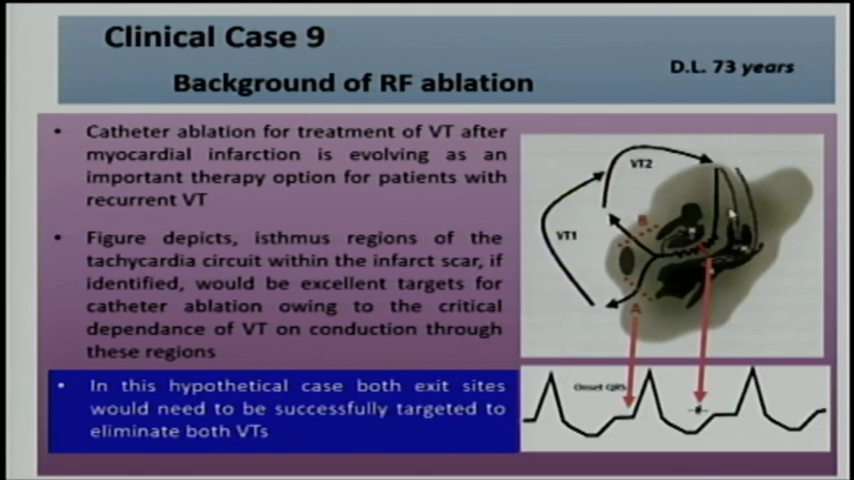 Clinical Case 9
Background of RF ablation
D.L. 73 years
• Catheter ablation for treatment of VT after
myocardial infarction is evolving as an
important therapy option for patients with
recurrent VT
• Figure depicts, isthmus regions of the
tachycardia circuit within the infarct scar, if
identified, would be excellent targets for
catheter ablation owing to the critical
dependance of VT on conduction through
these regions
• In this hypothetical case both exit sites
would need to be successfully targeted to
eliminate both VTs
VT2
B
VT1
A
Onset QRS